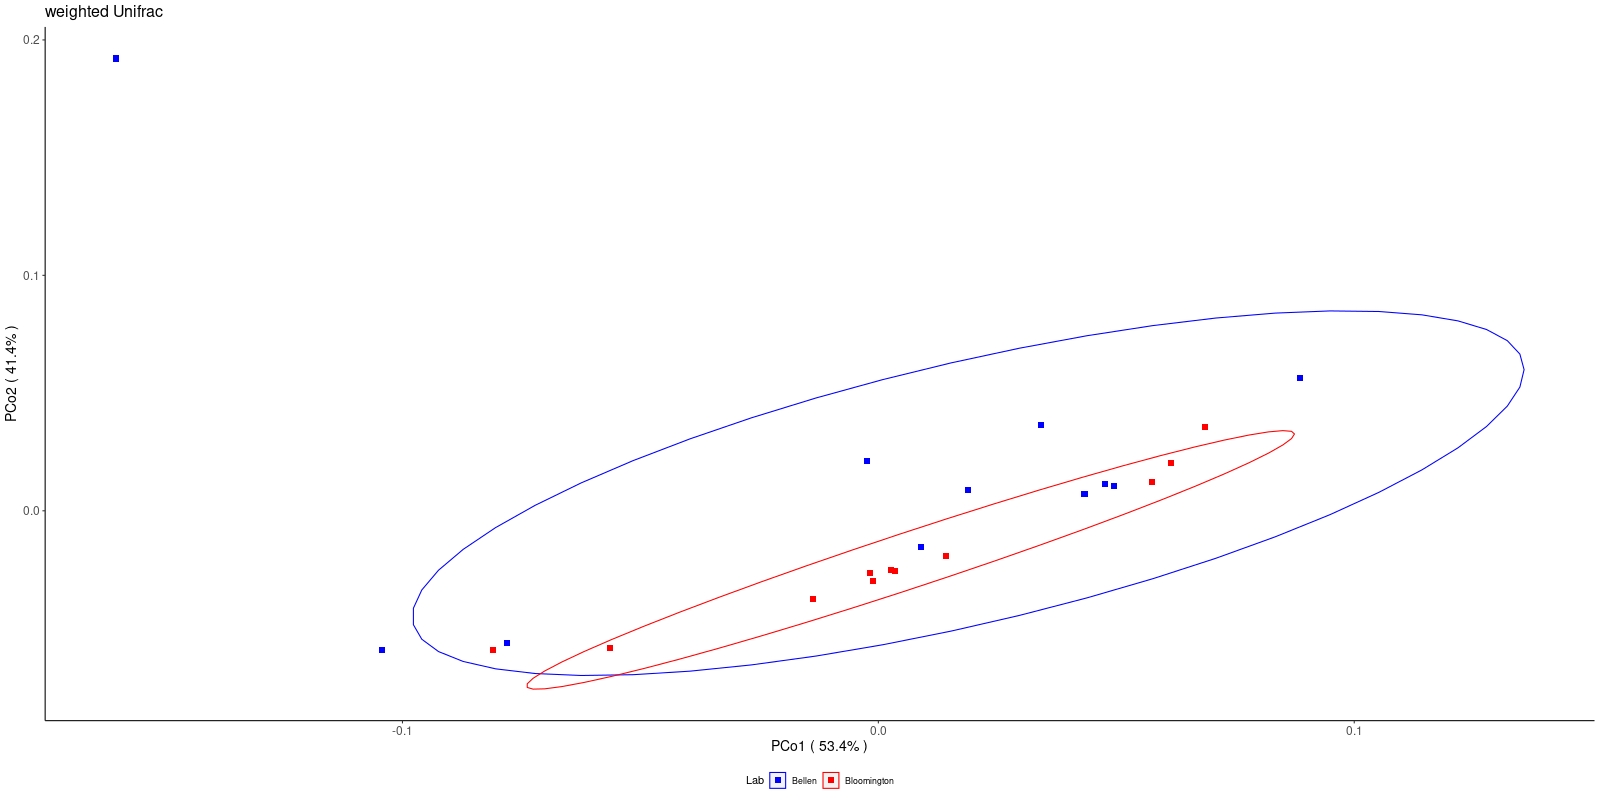 weighted Unifrac
0.2
0.1
0.0
PCo2 ( 41.4% )
-0.1 0.0 0.1
PCo1 ( 53.4% )
Lab Bellen Bloomington